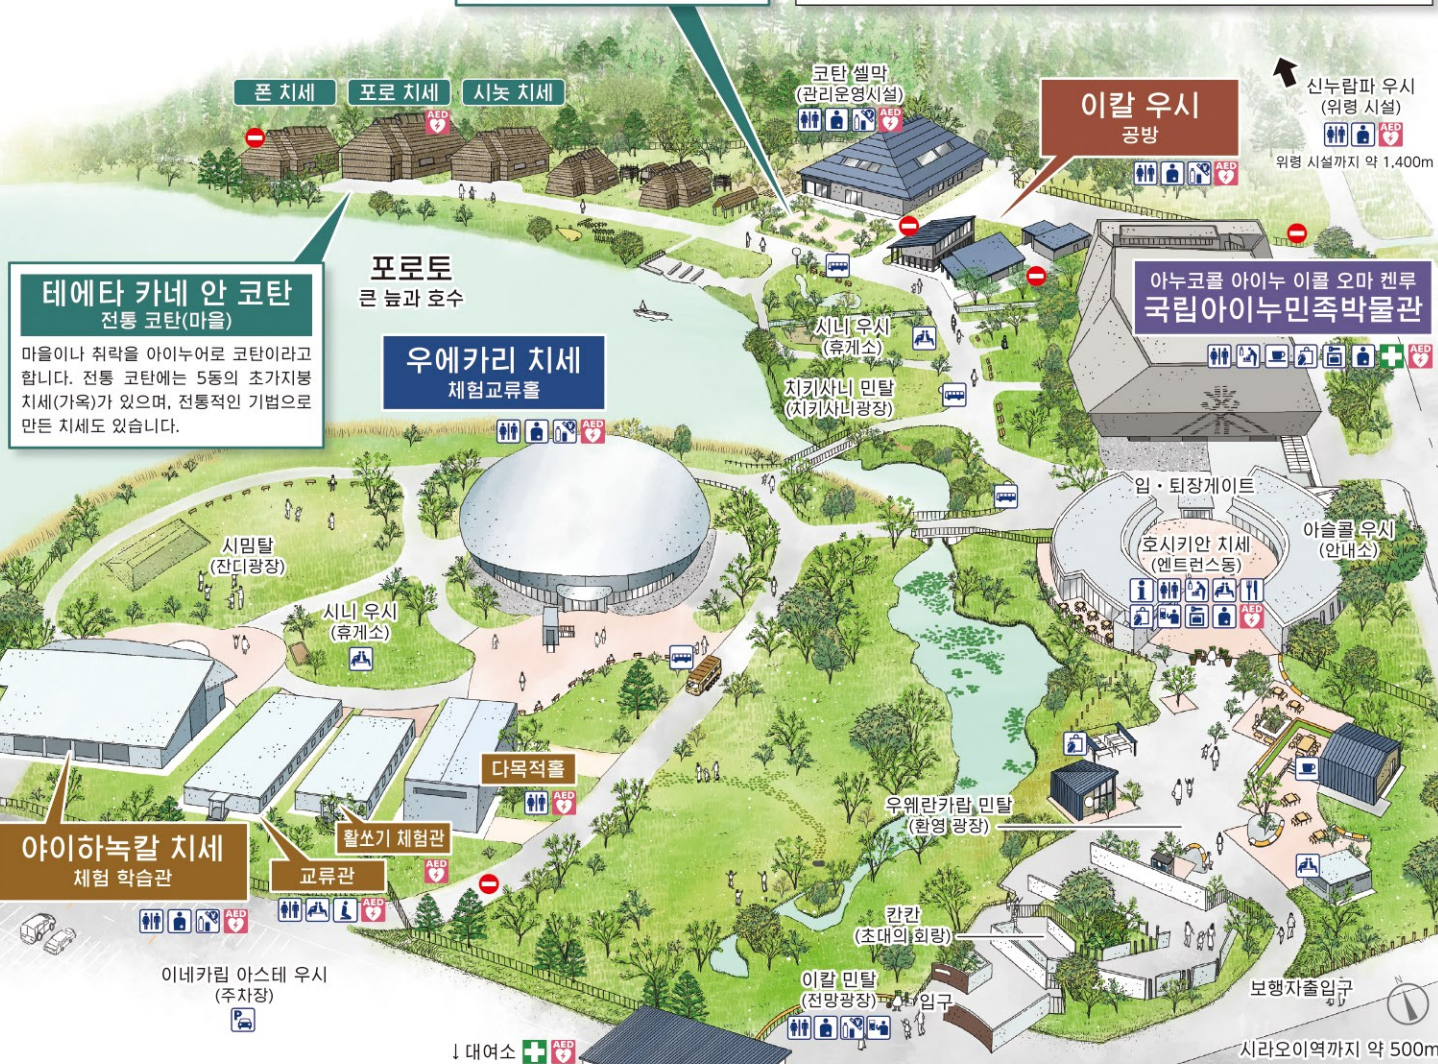 폰 치세
포로 치세
시놋 치세
AED
코탄 셀막
(관리운영시설)
AED
이칼 우시
공방
AED
신누랍파 우시
(위령 시설)
AED
위령 시설까지 약 1,400m
테에타 카네 안 코탄
전통 코탄(마을)
마을이나 취락을 아이누어로 코탄이라고
합니다. 전통 코탄에는 5동의 초가지붕
치세(가옥)가 있으며, 전통적인 기법으로
만든 치세도 있습니다.
포로토
큰 늪과 호수
아누코콜 아이누 이콜 오마 켄루
국립아이누민족박물관
AED
우에카리 치세
체험교류홀
AED
시니 우시
(휴게소)
치키사니 민탈
(치키사니광장)
입・퇴장게이트
호시키안 치세
(엔트런스동)
AED
아슬콜 우시
(안내소)
시밈탈
(잔디광장)
시니 우시
(휴게소)
다목적홀
AED
우웨란카랍 민탈
(환영 광장)
야이하녹칼 치세
체험 학습관
AED
교류관
AED
활쏘기 체험관
AED
칸칸
(초대의 회랑)
이네카립 아스테 우시
(주차장)
P
이칼 민탈
(전망광장)
입구
보행자출입구
N
↓대여소
AED
시라오이역까지 약 500m